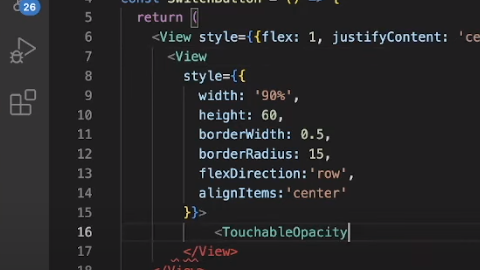 26
4 const SwitchButton = () => {
5 return (
6 <View style={{flex: 1, justifyContent: 'ce
7 <View
8 style={{
9 width: '90%',
10 height: 60,
11 borderWidth: 0.5,
12 borderRadius: 15,
13 flexDirection:'row',
14 alignItems:'center'
15 }}>
16 <TouchableOpacity
17 </View>
18 </View>